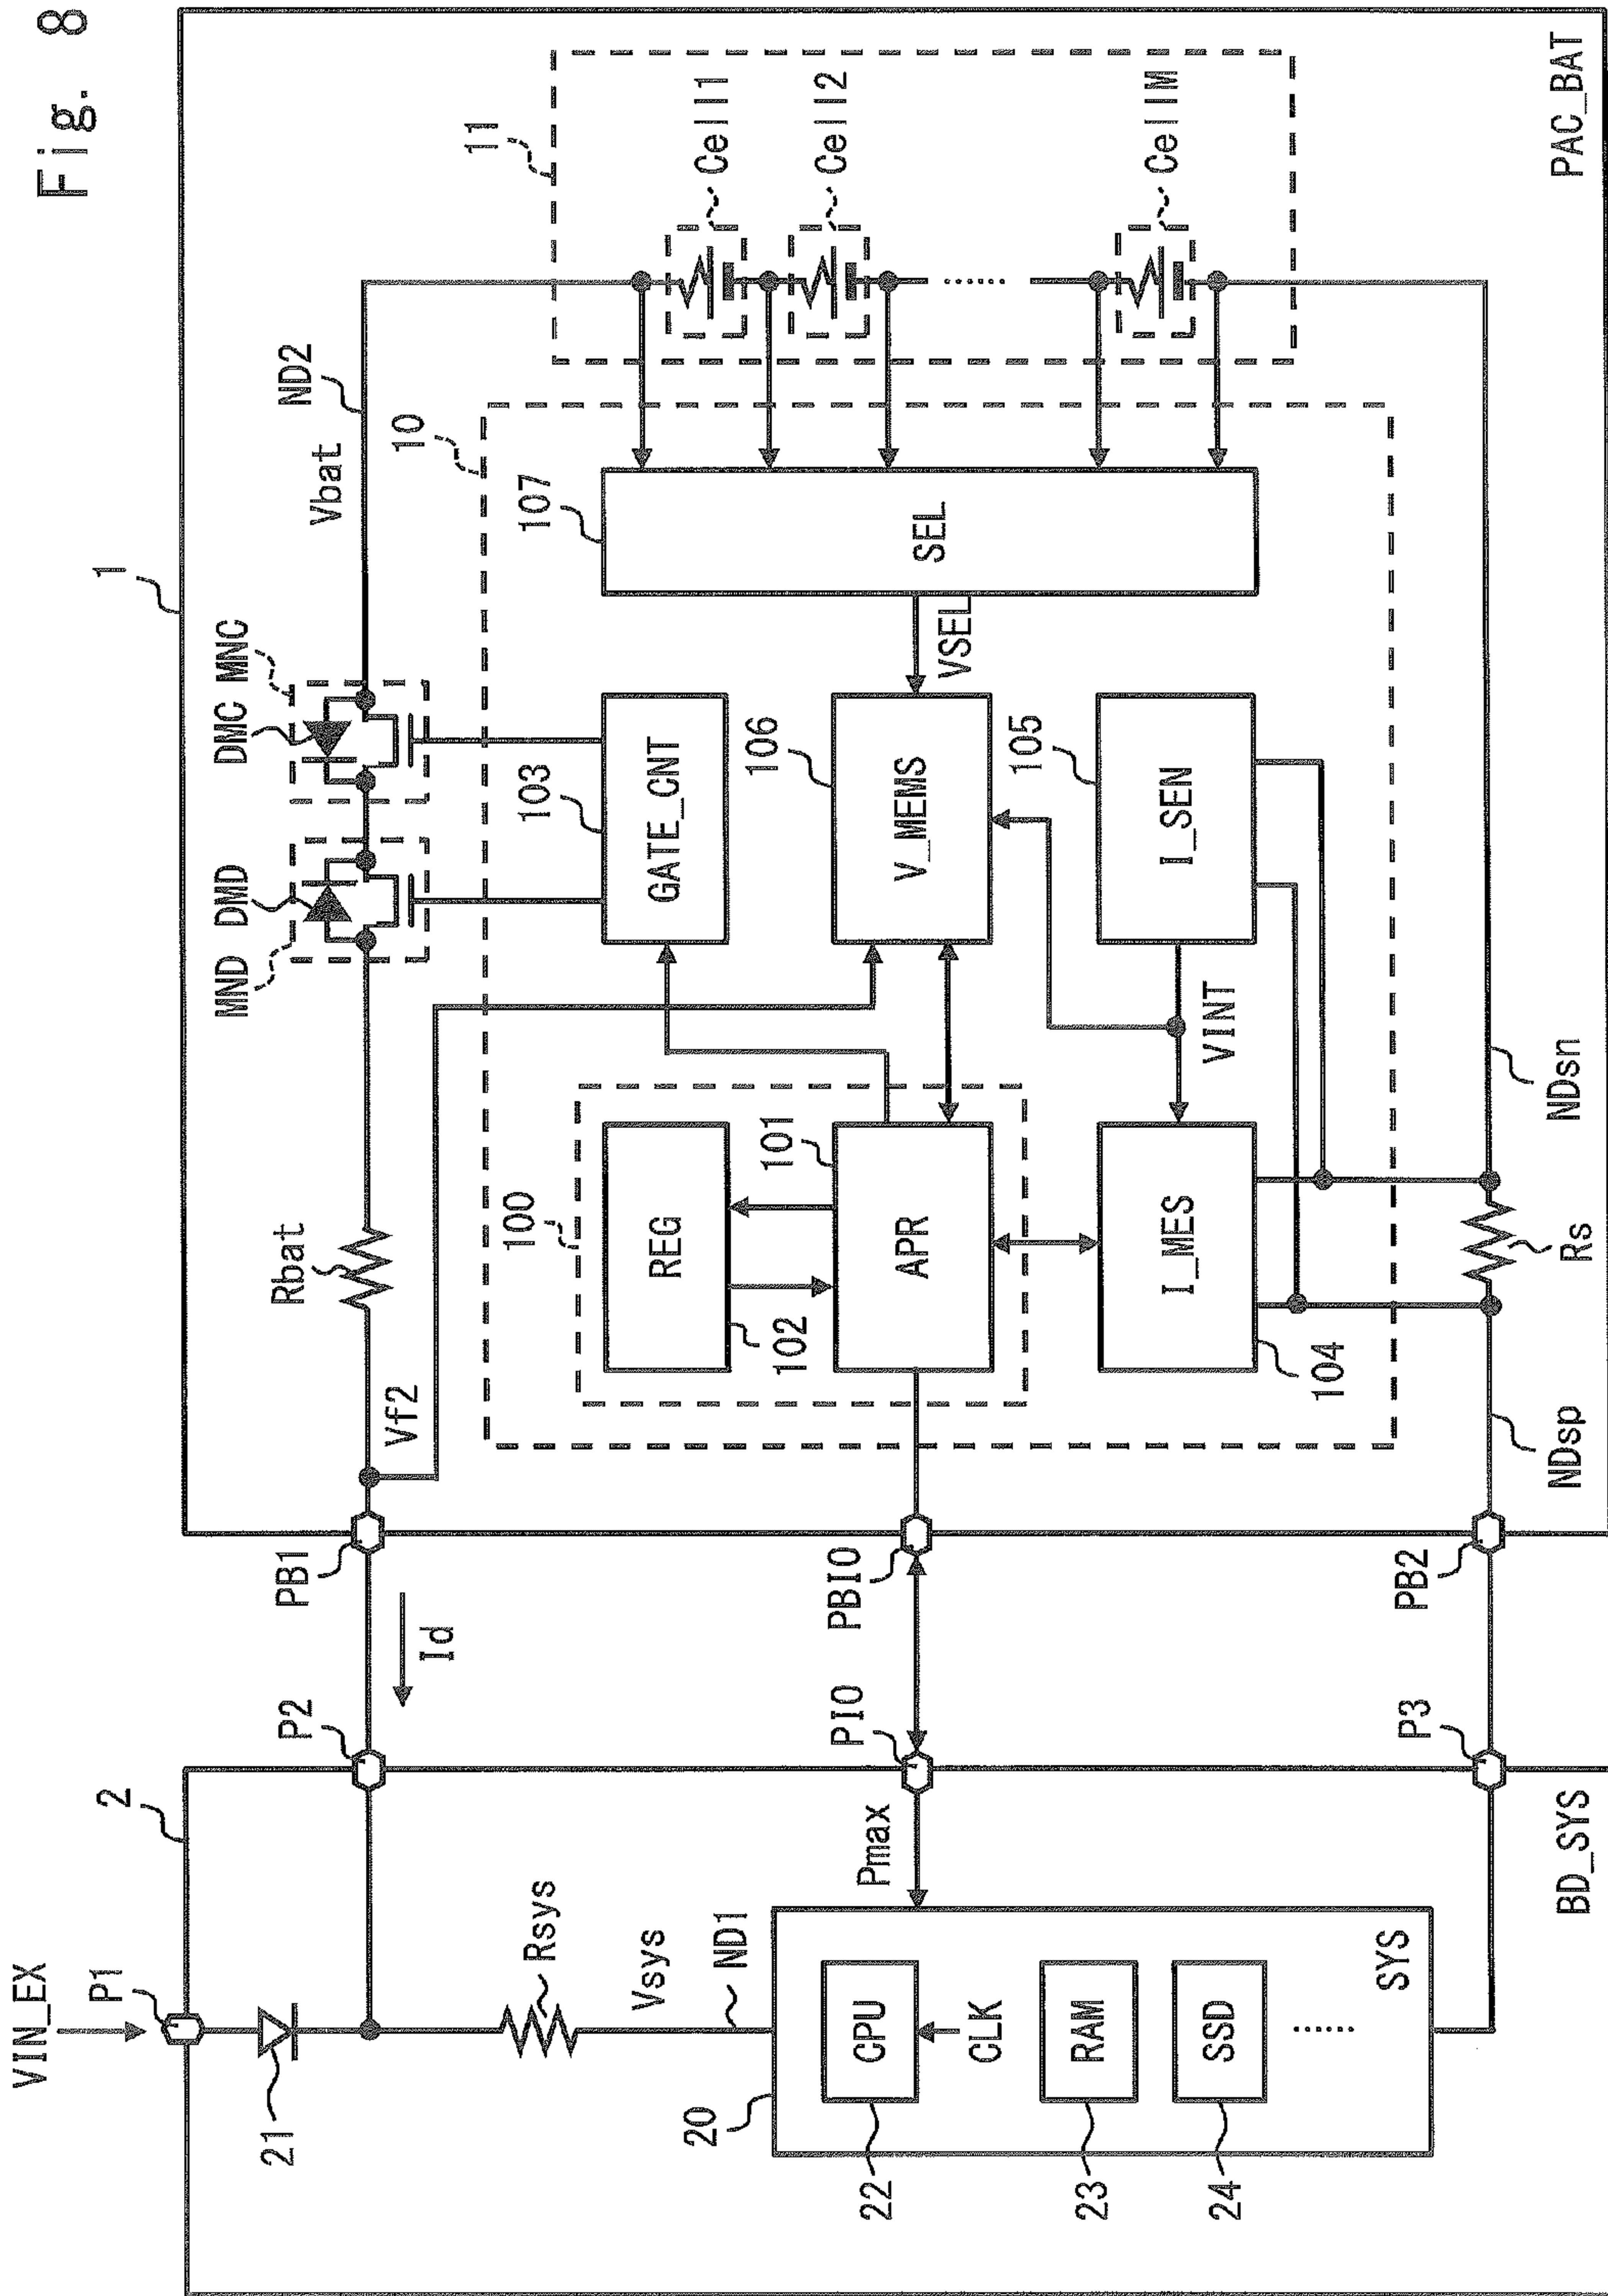 Fig. 8
VIN_EX
P1
2
21
P2
Id
PB1
Rsys
Vsys
ND1
20
CPU
CLK
RAM
SSD
······
SYS
22
23
24
Pmax
PIO
PBIO
P3
PB2
BD_SYS
1
Rbat
Vf2
MND
DMD
DMC
MNC
Vbat
ND2
10
11
Cell1
Cell2
······
CellM
100
REG
102
APR
101
GATE_CNT
103
V_MEMS
106
VSEL
SEL
107
I_MES
104
VINT
I_SEN
105
NDsp
Rs
NDsn
PAC_BAT